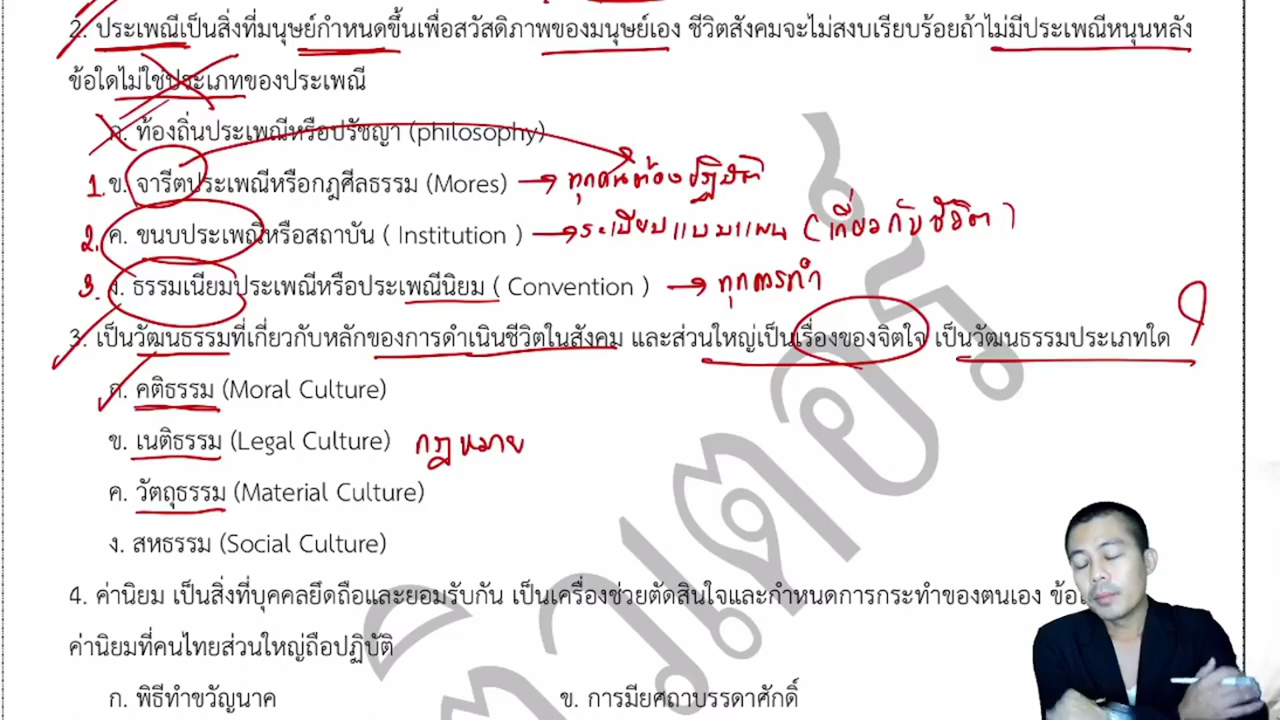 2. ประเพณีเป็นสิ่งที่มนุษย์กำหนดขึ้นเพื่อสวัสดิภาพของมนุษย์เอง ชีวิตสังคมจะไม่สงบเรียบร้อยถ้าไม่มีประเพณีหนุนหลัง
ข้อใดไม่ใช่ประเภทของประเพณี
ก. ท้องถิ่นประเพณีหรือปรัชญา (philosophy)
1. ข. จารีตประเพณีหรือกฎศีลธรรม (Mores) → ทุกคนต้องปฏิบัติ
2. ค. ขนบประเพณีหรือสถาบัน ( Institution ) → ระเบียบแบบแผน (เกี่ยวกับชีวิต)
3. ง. ธรรมเนียมประเพณีหรือประเพณีนิยม ( Convention ) → ทุกควรทำ
3. เป็นวัฒนธรรมที่เกี่ยวกับหลักของการดำเนินชีวิตในสังคม และส่วนใหญ่เป็นเรื่องของจิตใจ เป็นวัฒนธรรมประเภทใด
ก. คติธรรม (Moral Culture)
ข. เนติธรรม (Legal Culture) กฎหมาย
ค. วัตถุธรรม (Material Culture)
ง. สหธรรม (Social Culture)
4. ค่านิยม เป็นสิ่งที่บุคคลยึดถือและยอมรับกัน เป็นเครื่องช่วยตัดสินใจและกำหนดการกระทำของตนเอง
ค่านิยมที่คนไทยส่วนใหญ่ถือปฏิบัติ
ก. พิธีทำขวัญนาค ข. การมียศถาบรรดาศักดิ์